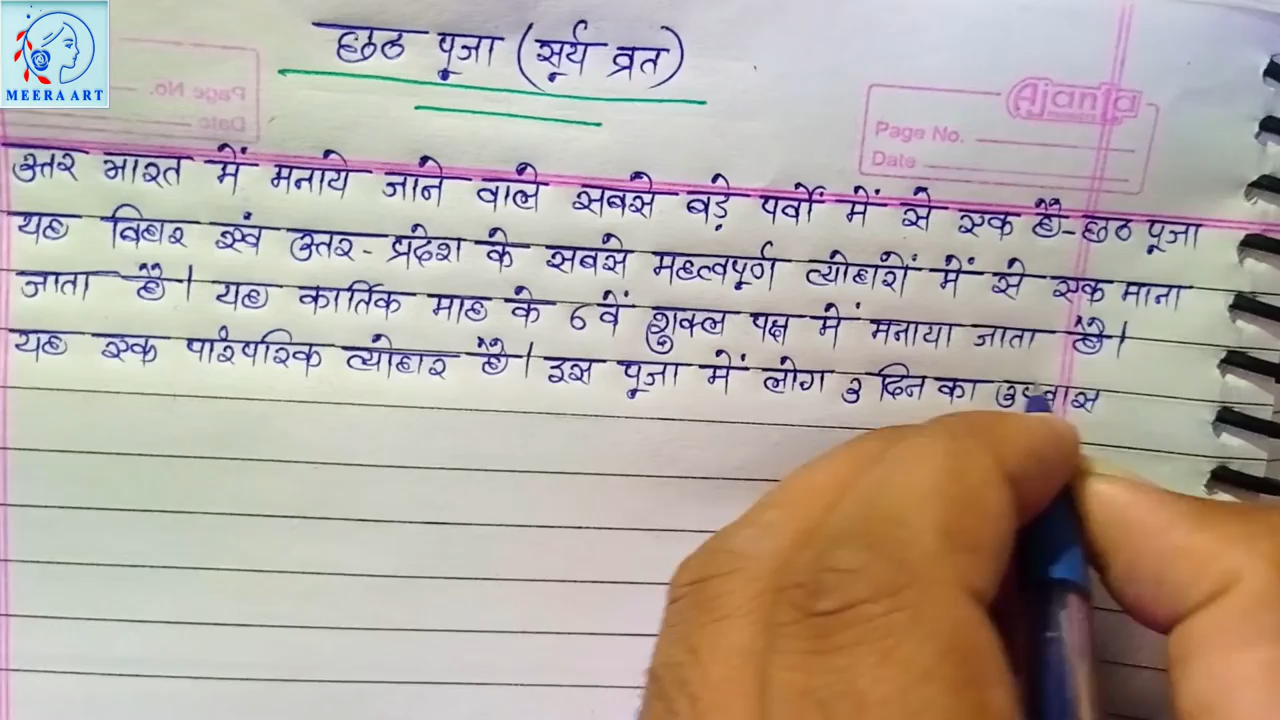 MEERA ART
छठ पूजा (सूर्य व्रत)
Ajanta
Page No.
Date
Page No.
Date
उत्तर भारत में मनाये जाने वाले सबसे बड़े पर्वों में से एक है-छठ पूजा
यह बिहार एवं उत्तर-प्रदेश के सबसे महत्वपूर्ण त्योहारों में से एक माना
जाता है। यह कार्तिक माह के 6वें शुक्ल पक्ष में मनाया जाता है।
यह एक पारंपरिक त्योहार है। इस पूजा में लोग 3 दिन का उपवास